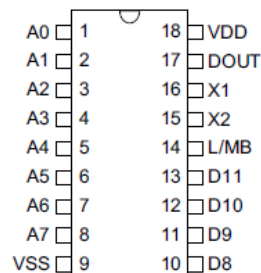 A0 1 18 VDD
A1 2 17 DOUT
A2 3 16 X1
A3 4 15 X2
A4 5 14 L/MB
A5 6 13 D11
A6 7 12 D10
A7 8 11 D9
VSS 9 10 D8